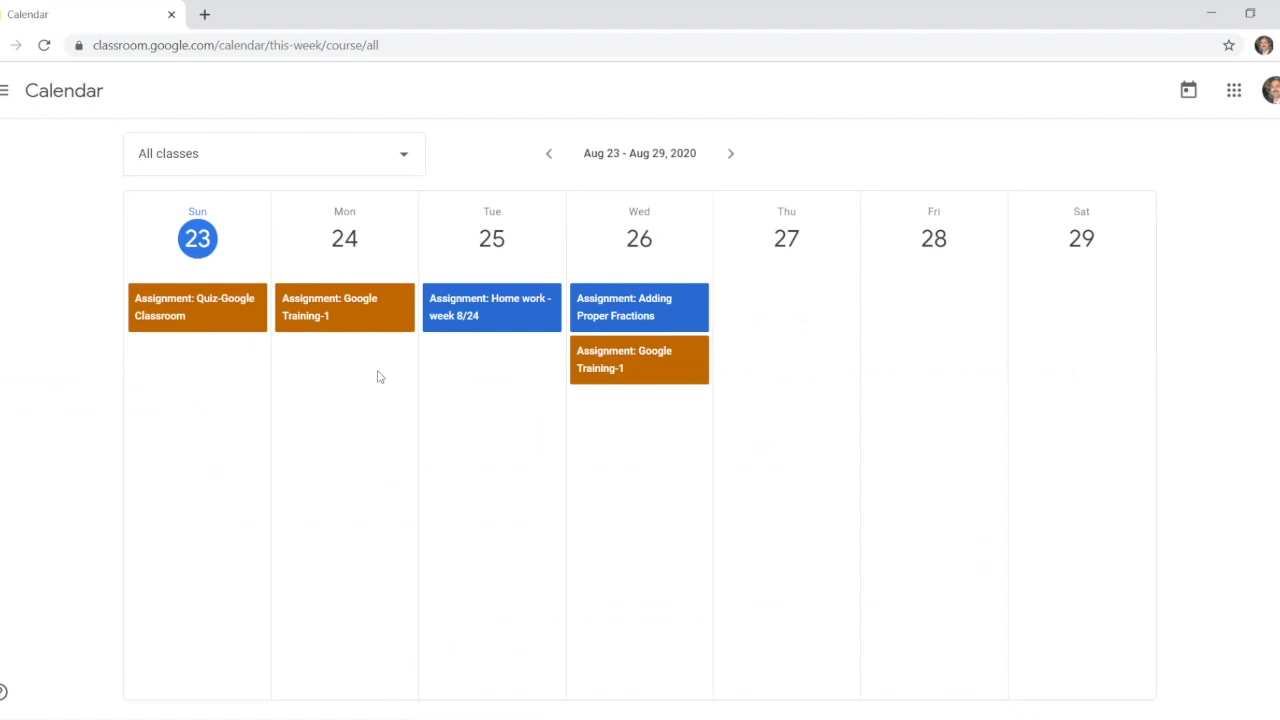 Calendar
classroom.google.com/calendar/this-week/course/all
Calendar
All classes
Aug 23 - Aug 29, 2020
Sun
Mon
Tue
Wed
Thu
Fri
Sat
23
24
25
26
27
28
29
Assignment: Quiz-Google
Classroom
Assignment: Google
Training-1
Assignment: Home work -
week 8/24
Assignment: Adding
Proper Fractions
Assignment: Google
Training-1